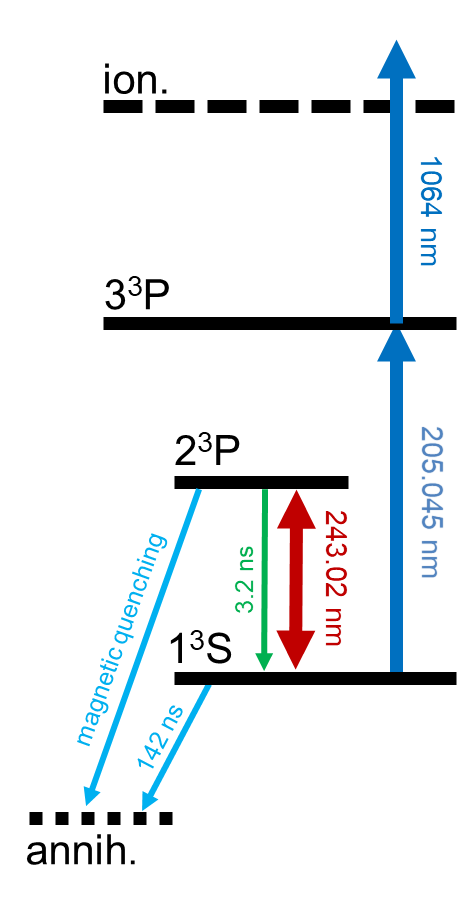 ion.
1064 nm
3³P
205.045 nm
2³P
243.02 nm
3.2 ns
magnetic quenching
1³S
142 ns
annih.